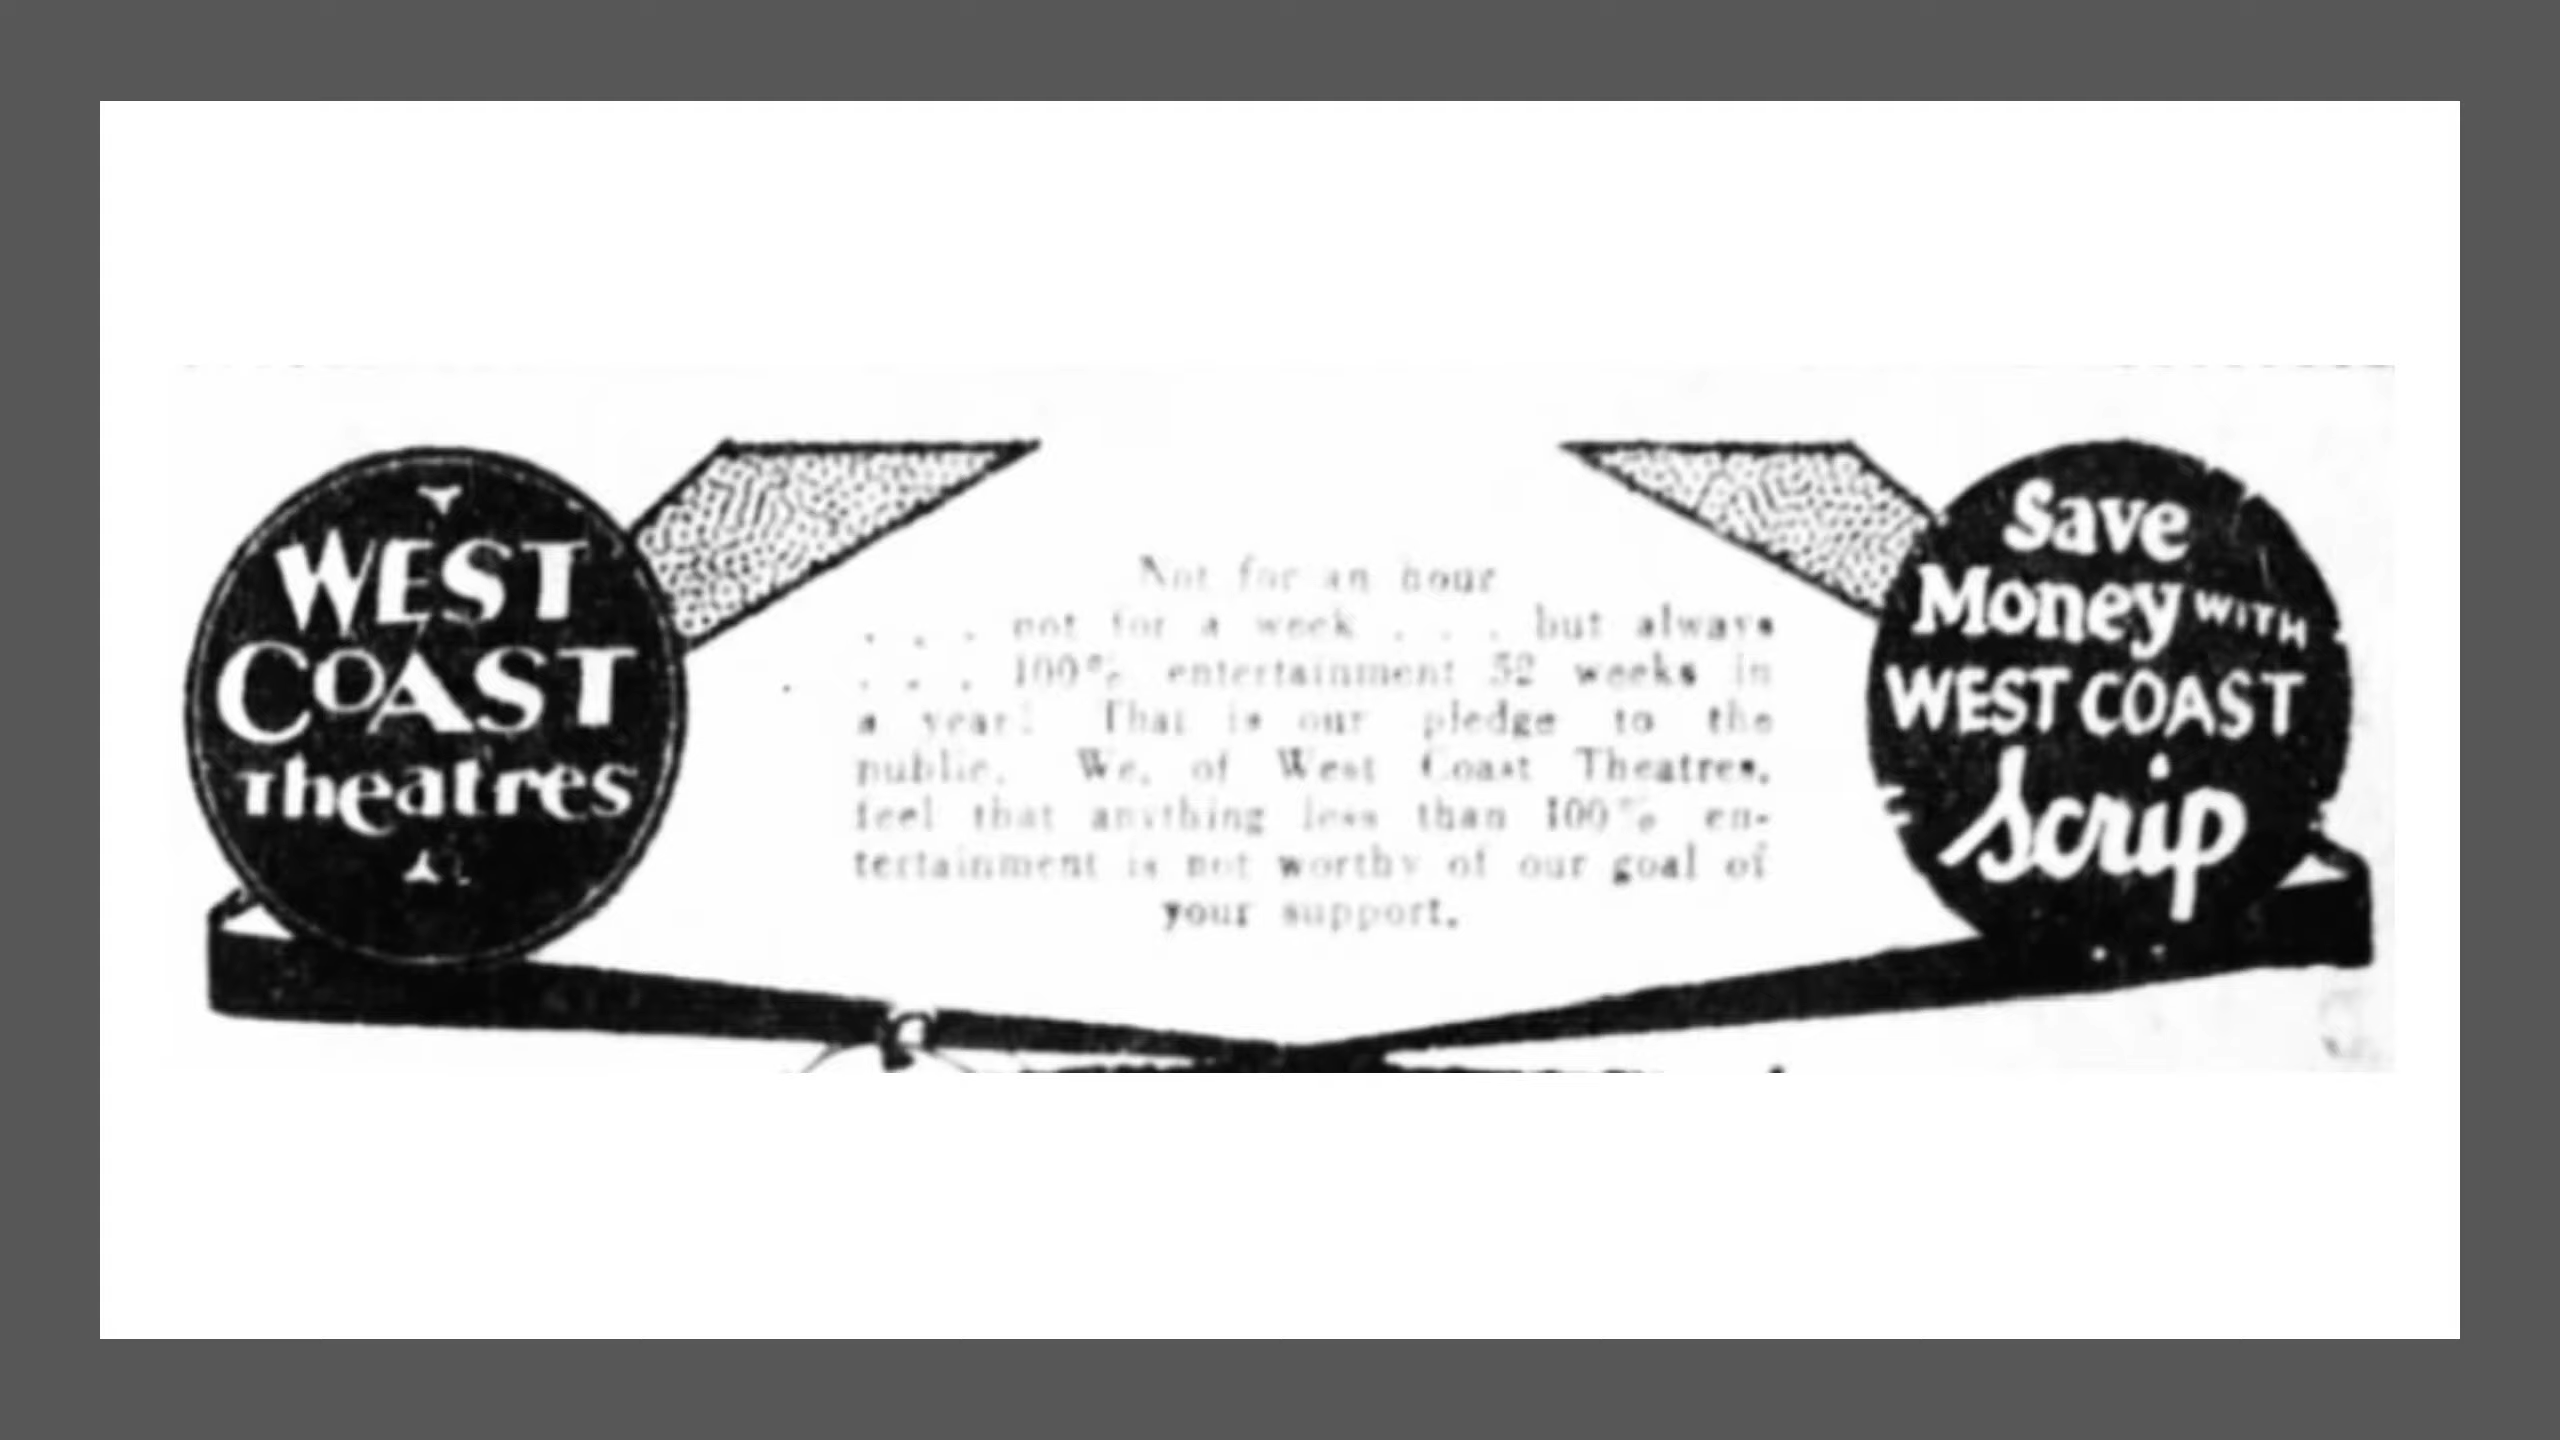 WEST
COAST
Theatres
Not for an hour
. . . not for a week . . . but always
. . . 100% entertainment 52 weeks in
a year! That is our pledge to the
public. We, of West Coast Theatres,
feel that anything less than 100% en-
tertainment is not worthy of our goal of
your support.
Save
Money WITH
WEST COAST
Scrip